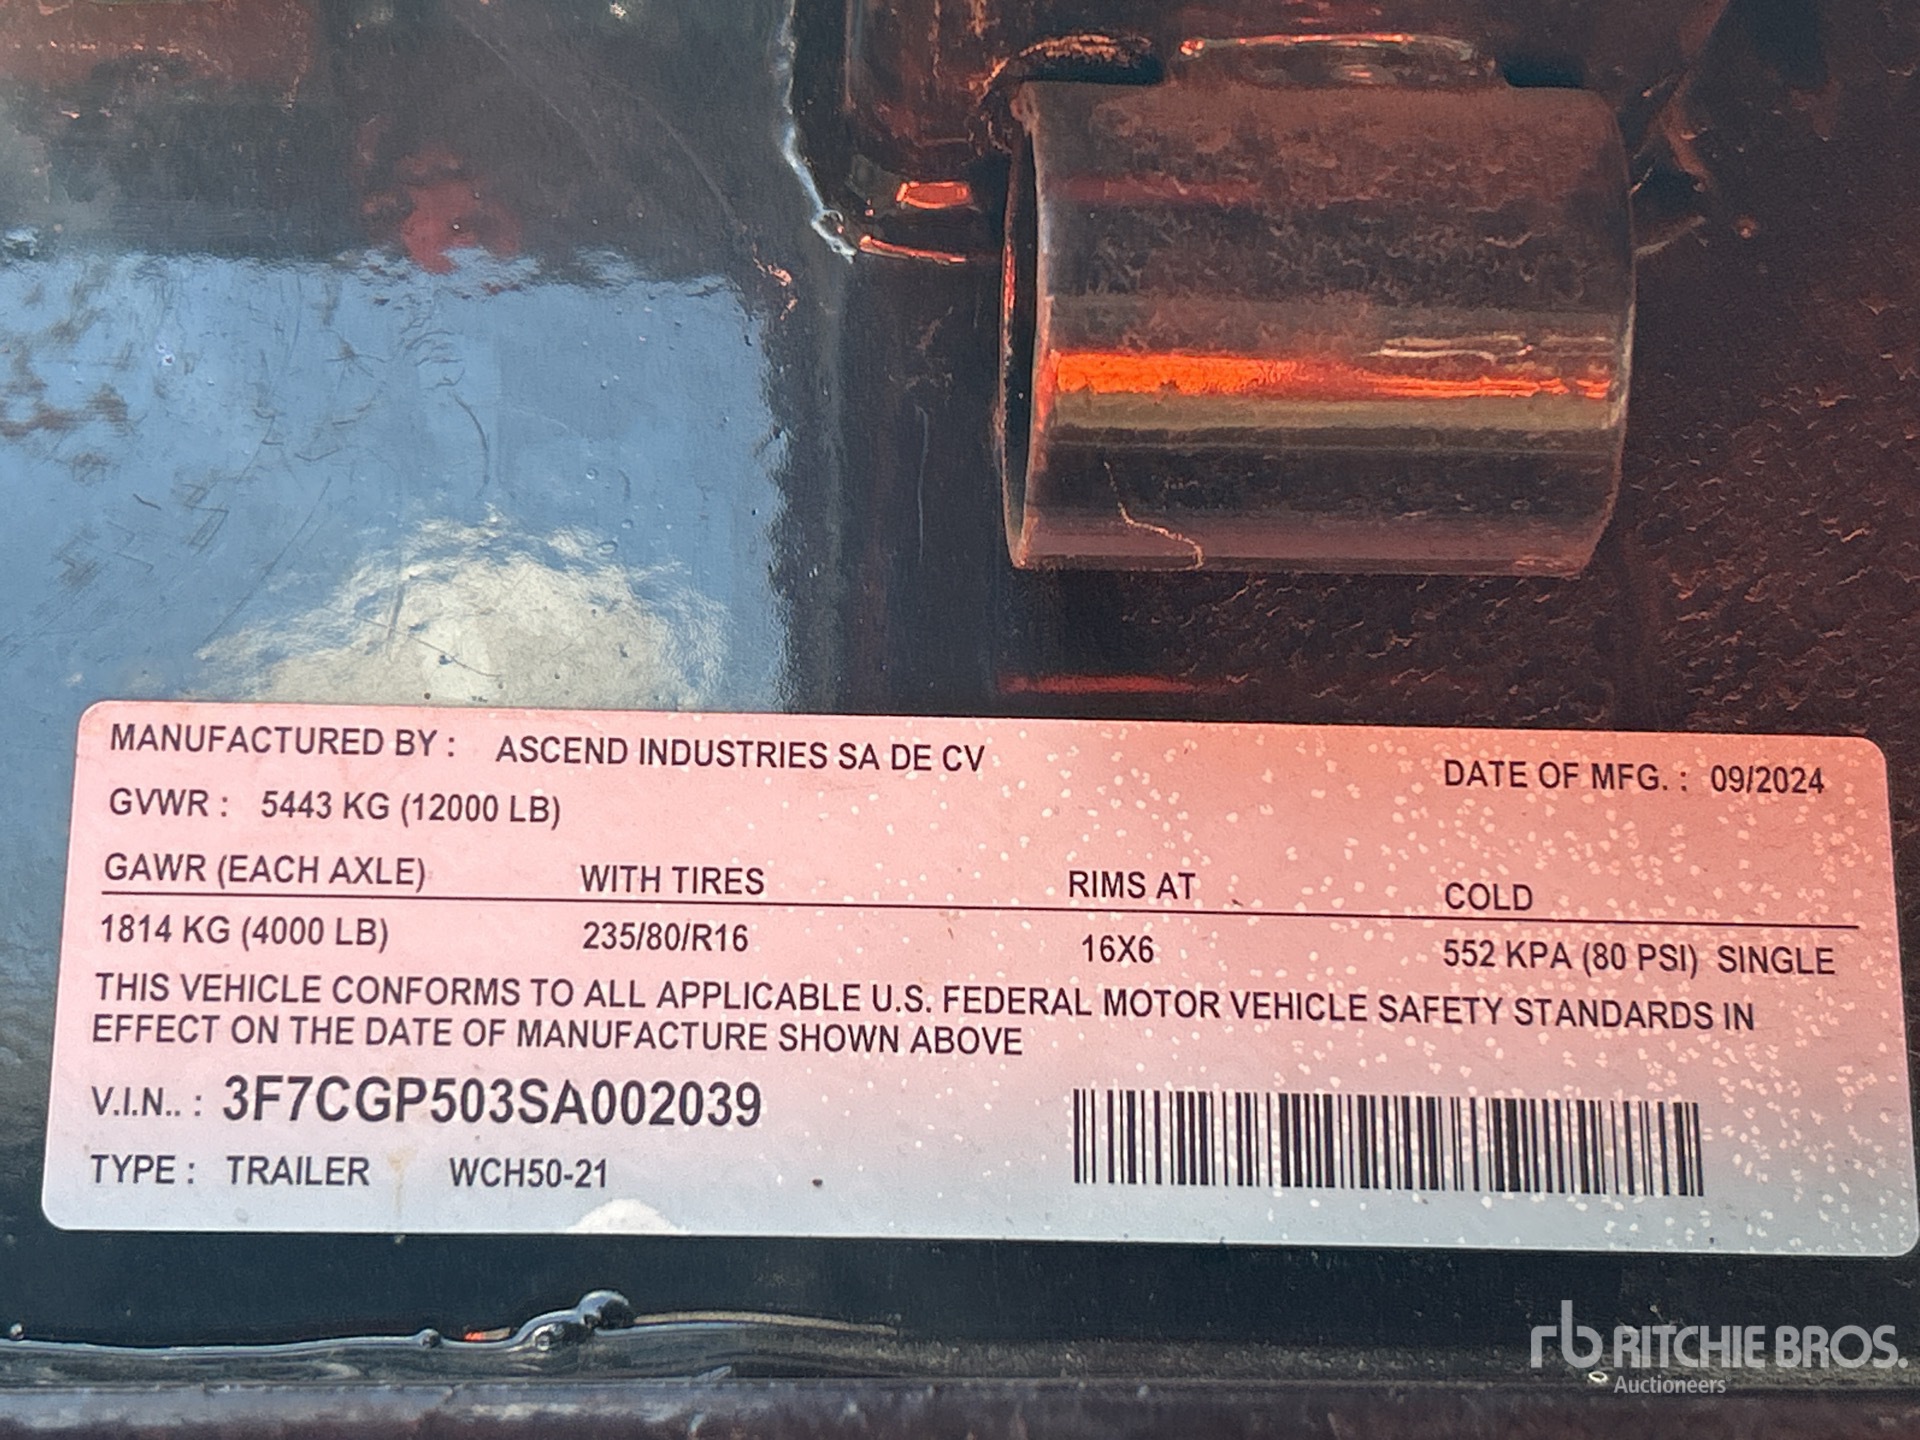 MANUFACTURED BY : ASCEND INDUSTRIES SA DE CV DATE OF MFG. : 09/2024
GVWR : 5443 KG (12000 LB)
GAWR (EACH AXLE) WITH TIRES RIMS AT COLD
1814 KG (4000 LB) 235/80/R16 16X6 552 KPA (80 PSI) SINGLE
THIS VEHICLE CONFORMS TO ALL APPLICABLE U.S. FEDERAL MOTOR VEHICLE SAFETY STANDARDS IN
EFFECT ON THE DATE OF MANUFACTURE SHOWN ABOVE
V.I.N.. : 3F7CGP503SA002039
TYPE : TRAILER WCH50-21
rb RITCHIE BROS.
Auctioneers